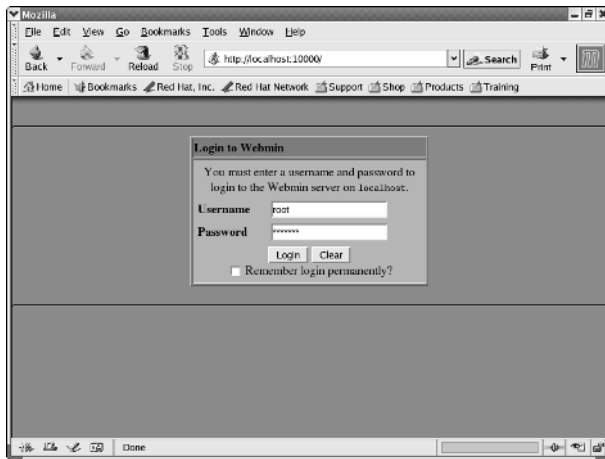 Mozilla
File Edit View Go Bookmarks Tools Window Help
Back Forward Reload Stop http://localhost:10000/ Search Print
Home Bookmarks Red Hat, Inc. Red Hat Network Support Shop Products Training
Login to Webmin
You must enter a username and password to
login to the Webmin server on localhost.
Username root
Password *******
Login Clear
Remember login permanently?
Done